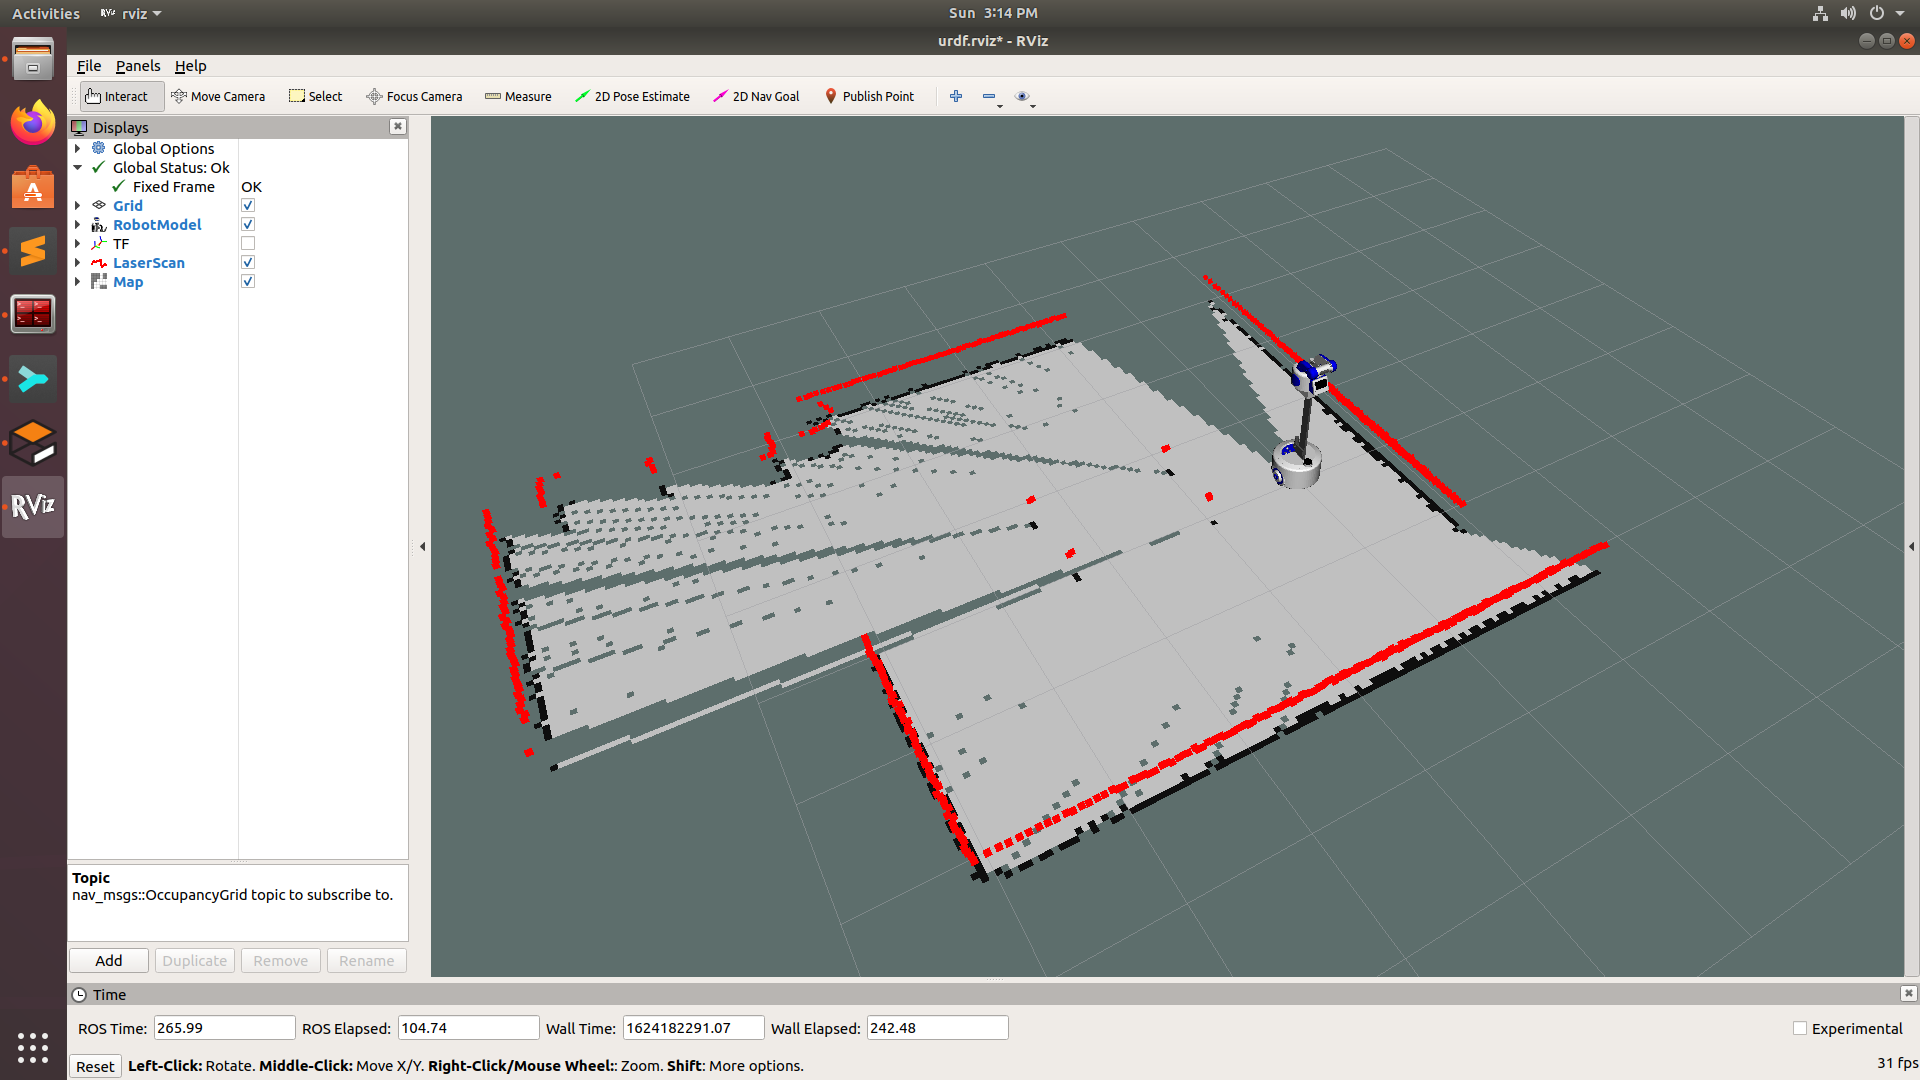 Activities
RViz rviz
Sun 3:14 PM
urdf.rviz* - RViz
File Panels Help
Interact Move Camera Select Focus Camera Measure 2D Pose Estimate 2D Nav Goal Publish Point
Displays
Global Options
Global Status: Ok
Fixed Frame OK
Grid
RobotModel
TF
LaserScan
Map
RViz
Topic
nav_msgs::OccupancyGrid topic to subscribe to.
Add Duplicate Remove Rename
Time
ROS Time: 265.99 ROS Elapsed: 104.74 Wall Time: 1624182291.07 Wall Elapsed: 242.48 Experimental
Reset Left-Click: Rotate. Middle-Click: Move X/Y. Right-Click/Mouse Wheel:: Zoom. Shift: More options. 31 fps